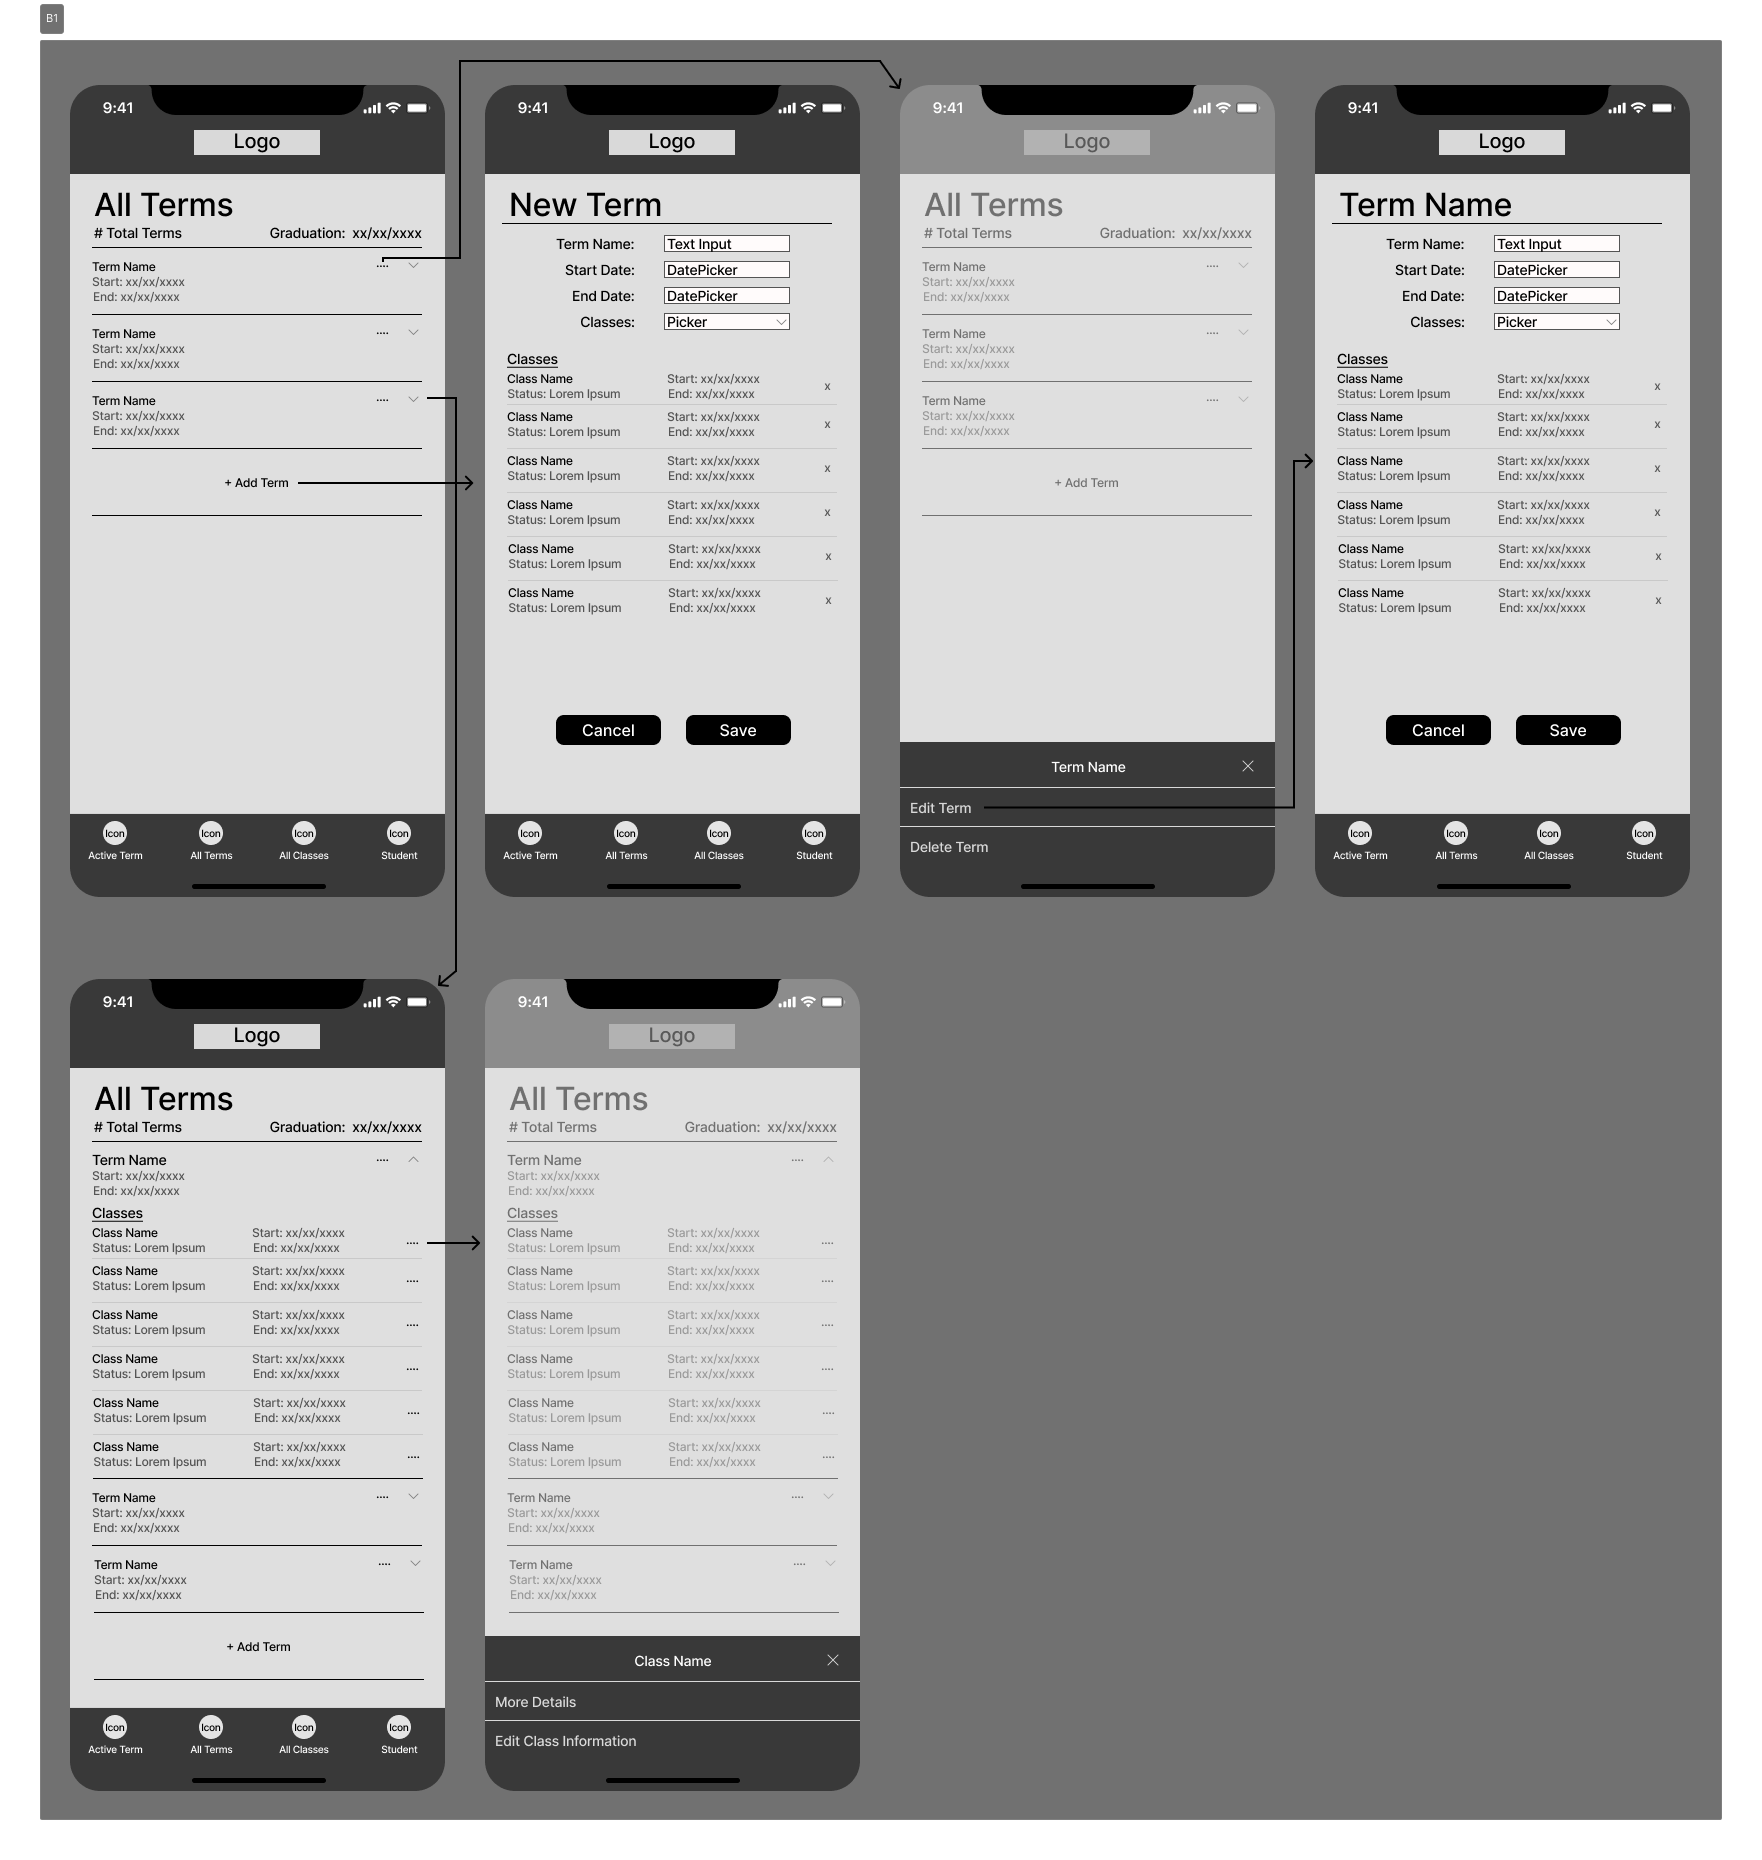 B1
9:41
Logo
All Terms
# Total Terms Graduation: xx/xx/xxxx
Term Name ....
Start: xx/xx/xxxx
End: xx/xx/xxxx
Term Name ....
Start: xx/xx/xxxx
End: xx/xx/xxxx
Term Name ....
Start: xx/xx/xxxx
End: xx/xx/xxxx
+ Add Term
Icon Icon Icon Icon
Active Term All Terms All Classes Student
9:41
Logo
New Term
Term Name: Text Input
Start Date: DatePicker
End Date: DatePicker
Classes: Picker
Classes
Class Name Start: xx/xx/xxxx
Status: Lorem Ipsum End: xx/xx/xxxx x
Class Name Start: xx/xx/xxxx
Status: Lorem Ipsum End: xx/xx/xxxx x
Class Name Start: xx/xx/xxxx
Status: Lorem Ipsum End: xx/xx/xxxx x
Class Name Start: xx/xx/xxxx
Status: Lorem Ipsum End: xx/xx/xxxx x
Class Name Start: xx/xx/xxxx
Status: Lorem Ipsum End: xx/xx/xxxx x
Class Name Start: xx/xx/xxxx
Status: Lorem Ipsum End: xx/xx/xxxx x
Cancel Save
Icon Icon Icon Icon
Active Term All Terms All Classes Student
9:41
Logo
All Terms
# Total Terms Graduation: xx/xx/xxxx
Term Name ....
Start: xx/xx/xxxx
End: xx/xx/xxxx
Term Name ....
Start: xx/xx/xxxx
End: xx/xx/xxxx
Term Name ....
Start: xx/xx/xxxx
End: xx/xx/xxxx
+ Add Term
Term Name
Edit Term
Delete Term
9:41
Logo
Term Name
Term Name: Text Input
Start Date: DatePicker
End Date: DatePicker
Classes: Picker
Classes
Class Name Start: xx/xx/xxxx
Status: Lorem Ipsum End: xx/xx/xxxx x
Class Name Start: xx/xx/xxxx
Status: Lorem Ipsum End: xx/xx/xxxx x
Class Name Start: xx/xx/xxxx
Status: Lorem Ipsum End: xx/xx/xxxx x
Class Name Start: xx/xx/xxxx
Status: Lorem Ipsum End: xx/xx/xxxx x
Class Name Start: xx/xx/xxxx
Status: Lorem Ipsum End: xx/xx/xxxx x
Class Name Start: xx/xx/xxxx
Status: Lorem Ipsum End: xx/xx/xxxx x
Cancel Save
Icon Icon Icon Icon
Active Term All Terms All Classes Student
9:41
Logo
All Terms
# Total Terms Graduation: xx/xx/xxxx
Term Name ....
Start: xx/xx/xxxx
End: xx/xx/xxxx
Classes
Class Name Start: xx/xx/xxxx
Status: Lorem Ipsum End: xx/xx/xxxx ....
Class Name Start: xx/xx/xxxx
Status: Lorem Ipsum End: xx/xx/xxxx ....
Class Name Start: xx/xx/xxxx
Status: Lorem Ipsum End: xx/xx/xxxx ....
Class Name Start: xx/xx/xxxx
Status: Lorem Ipsum End: xx/xx/xxxx ....
Class Name Start: xx/xx/xxxx
Status: Lorem Ipsum End: xx/xx/xxxx ....
Class Name Start: xx/xx/xxxx
Status: Lorem Ipsum End: xx/xx/xxxx ....
Term Name ....
Start: xx/xx/xxxx
End: xx/xx/xxxx
Term Name ....
Start: xx/xx/xxxx
End: xx/xx/xxxx
+ Add Term
Icon Icon Icon Icon
Active Term All Terms All Classes Student
9:41
Logo
All Terms
# Total Terms Graduation: xx/xx/xxxx
Term Name ....
Start: xx/xx/xxxx
End: xx/xx/xxxx
Classes
Class Name Start: xx/xx/xxxx
Status: Lorem Ipsum End: xx/xx/xxxx ....
Class Name Start: xx/xx/xxxx
Status: Lorem Ipsum End: xx/xx/xxxx ....
Class Name Start: xx/xx/xxxx
Status: Lorem Ipsum End: xx/xx/xxxx ....
Class Name Start: xx/xx/xxxx
Status: Lorem Ipsum End: xx/xx/xxxx ....
Class Name Start: xx/xx/xxxx
Status: Lorem Ipsum End: xx/xx/xxxx ....
Class Name Start: xx/xx/xxxx
Status: Lorem Ipsum End: xx/xx/xxxx ....
Term Name ....
Start: xx/xx/xxxx
End: xx/xx/xxxx
Term Name ....
Start: xx/xx/xxxx
End: xx/xx/xxxx
Class Name
More Details
Edit Class Information